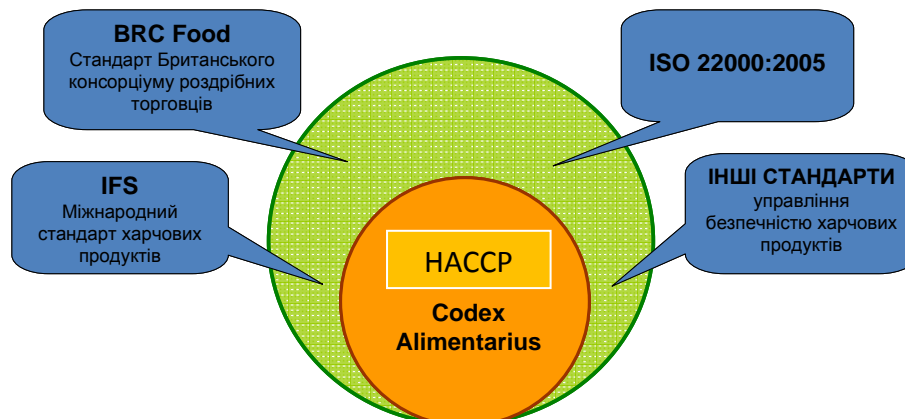 BRC Food
Стандарт Британського
консорціуму роздрібних
торговців
ISO 22000:2005
IFS
Міжнародний
стандарт харчових
продуктів
ІНШІ СТАНДАРТИ
управління
безпечністю харчових
продуктів
HACCP
Codex
Alimentarius